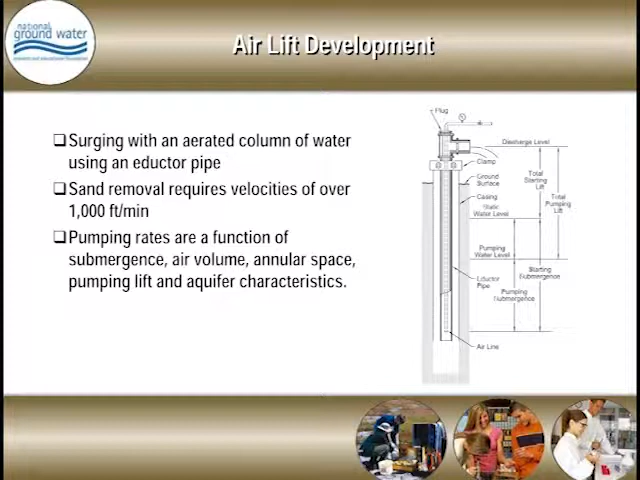 national
ground water
Air Lift Development
❑Surging with an aerated column of water
using an eductor pipe
❑Sand removal requires velocities of over
1,000 ft/min
❑Pumping rates are a function of
submergence, air volume, annular space,
pumping lift and aquifer characteristics.
Plug
Discharge Level
Clamp
Ground
Surface
Total
Starting
Lift
Casing
Total
Pumping
Lift
Static
Water Level
Pumping
Water Level
Starting
Submergence
Eductor
Pipe
Pumping
Submergence
Air Line